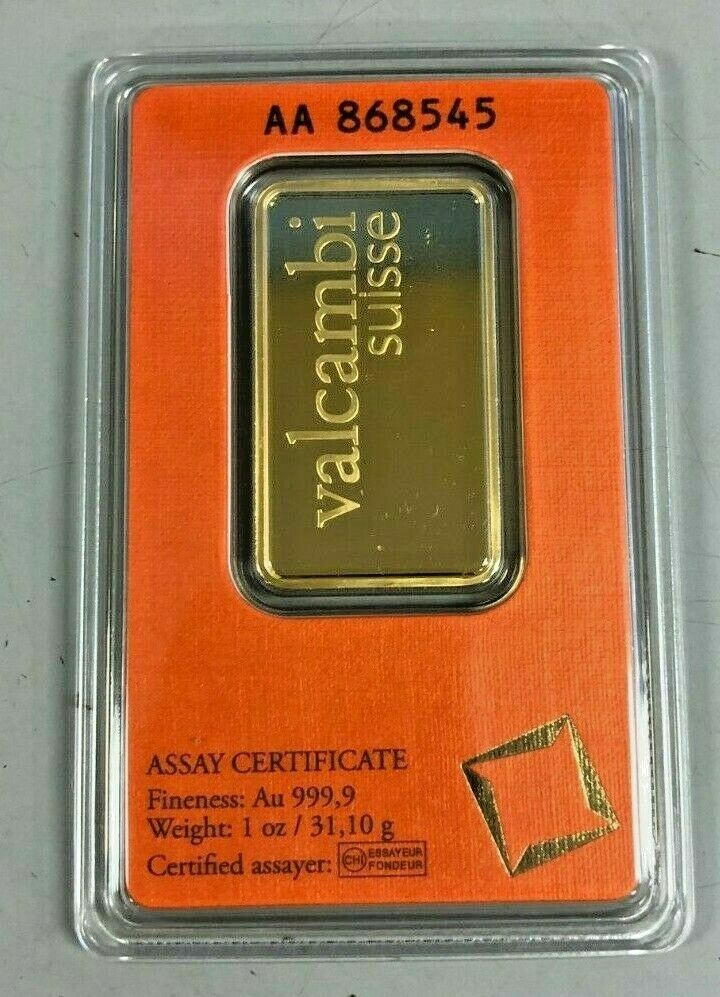 AA 868545
valcambi
suisse
ASSAY CERTIFICATE
Fineness: Au 999,9
Weight: 1 oz / 31,10 g
Certified assayer: CHI ESSAYEUR
FONDEUR